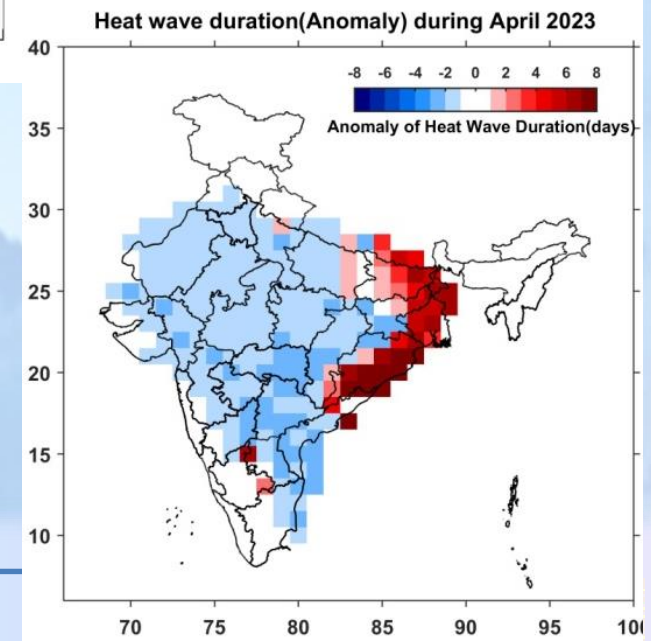 Heat wave duration(Anomaly) during April 2023
40
-8 -6 -4 -2 0 2 4 6 8
Anomaly of Heat Wave Duration(days)
35
30
25
20
15
10
70 75 80 85 90 95 100